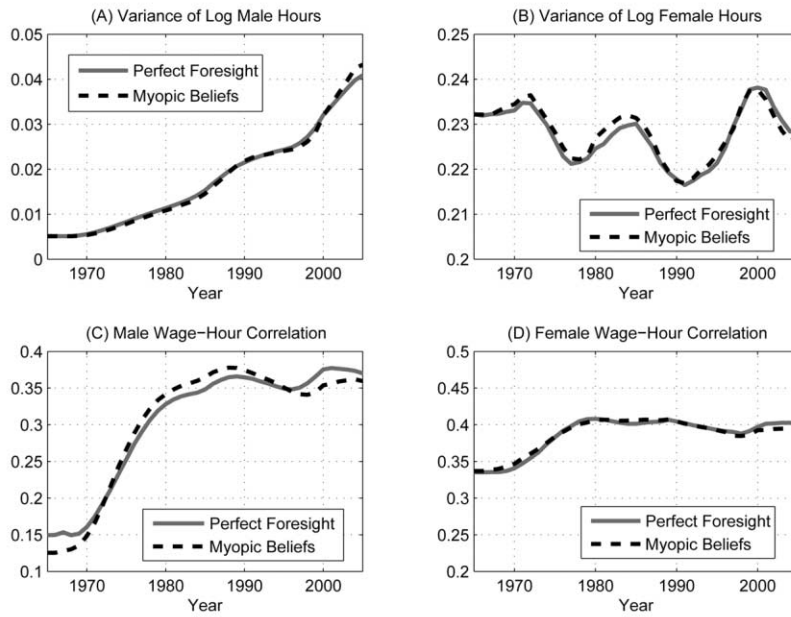 (A) Variance of Log Male Hours
0.05
0.04
0.03
0.02
0.01
0
Perfect Foresight
Myopic Beliefs
1970
1980
1990
2000
Year
(B) Variance of Log Female Hours
0.25
0.24
0.23
0.22
0.21
0.2
Perfect Foresight
Myopic Beliefs
1970
1980
1990
2000
Year
(C) Male Wage−Hour Correlation
0.4
0.35
0.3
0.25
0.2
0.15
0.1
Perfect Foresight
Myopic Beliefs
1970
1980
1990
2000
Year
(D) Female Wage−Hour Correlation
0.5
0.45
0.4
0.35
0.3
0.25
0.2
Perfect Foresight
Myopic Beliefs
1970
1980
1990
2000
Year